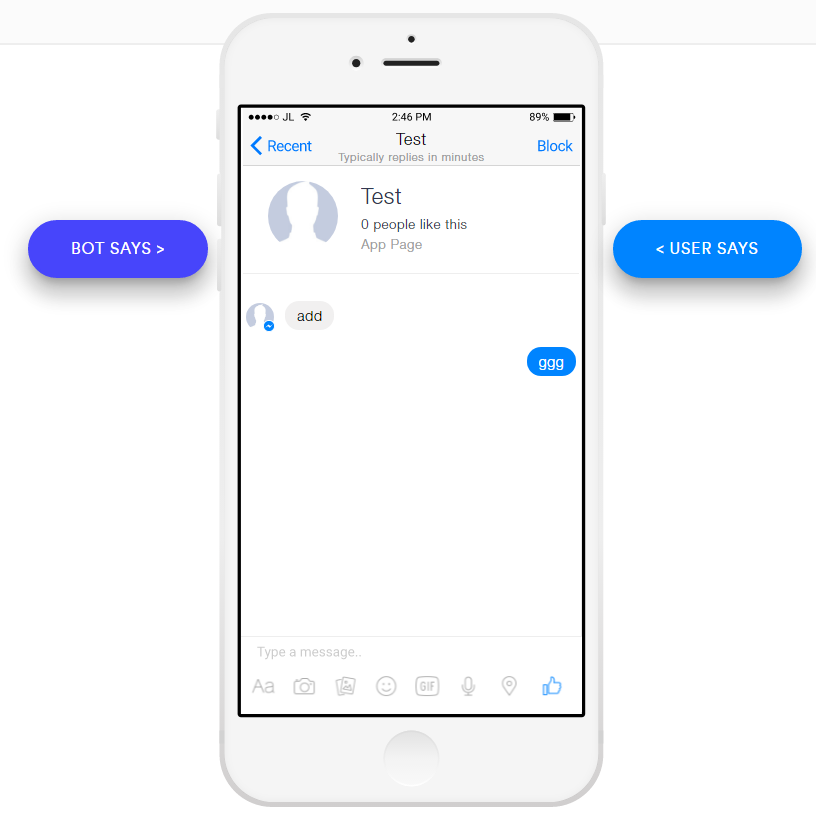 JL
2:46 PM
89%
Recent
Test
Block
Typically replies in minutes
Test
0 people like this
App Page
BOT SAYS >
< USER SAYS
add
ggg
Type a message..
Aa
GIF